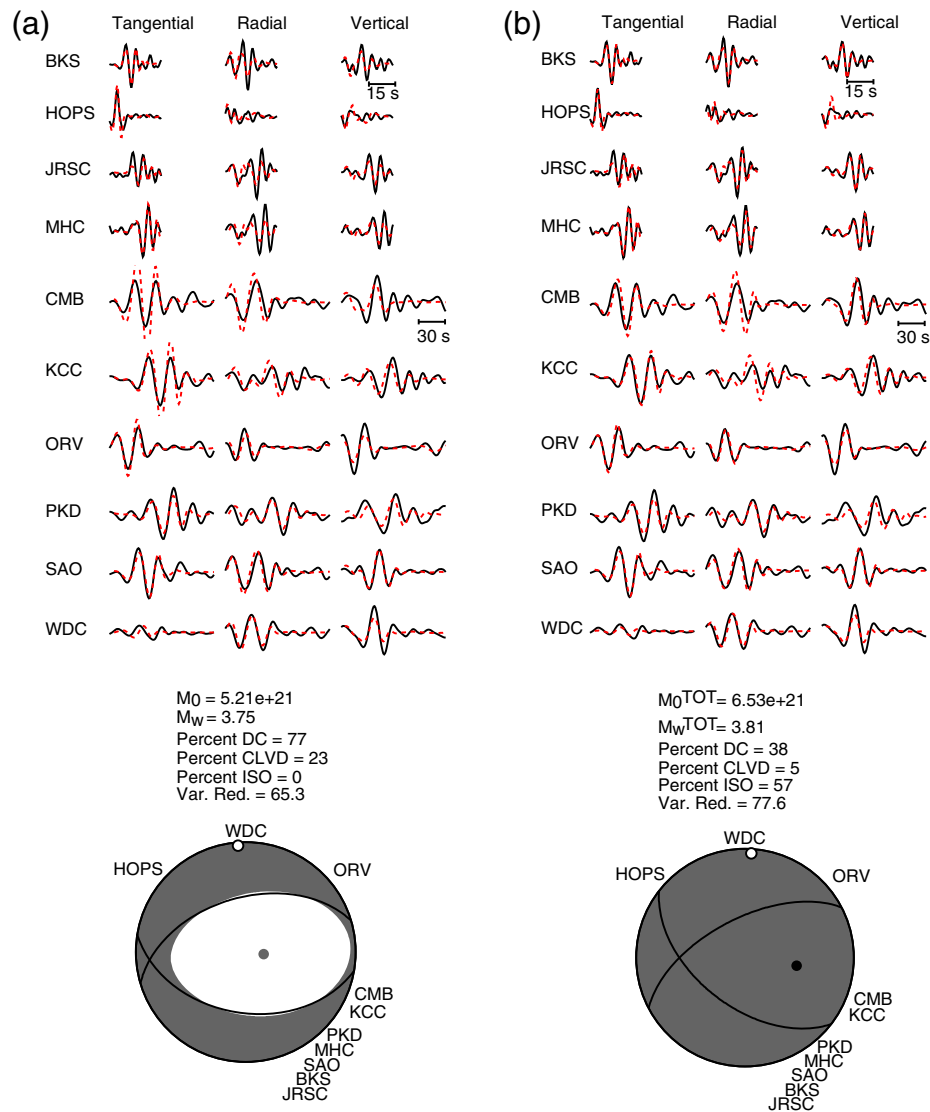 (a)
Tangential Radial Vertical
BKS
15 s
HOPS
JRSC
MHC
CMB
30 s
KCC
ORV
PKD
SAO
WDC
M0 = 5.21e+21
Mw = 3.75
Percent DC = 77
Percent CLVD = 23
Percent ISO = 0
Var. Red. = 65.3
WDC
HOPS
ORV
CMB
KCC
PKD
MHC
SAO
BKS
JRSC
(b)
Tangential Radial Vertical
BKS
15 s
HOPS
JRSC
MHC
CMB
30 s
KCC
ORV
PKD
SAO
WDC
M0TOT = 6.53e+21
MwTOT = 3.81
Percent DC = 38
Percent CLVD = 5
Percent ISO = 57
Var. Red. = 77.6
WDC
HOPS
ORV
CMB
KCC
PKD
MHC
SAO
BKS
JRSC